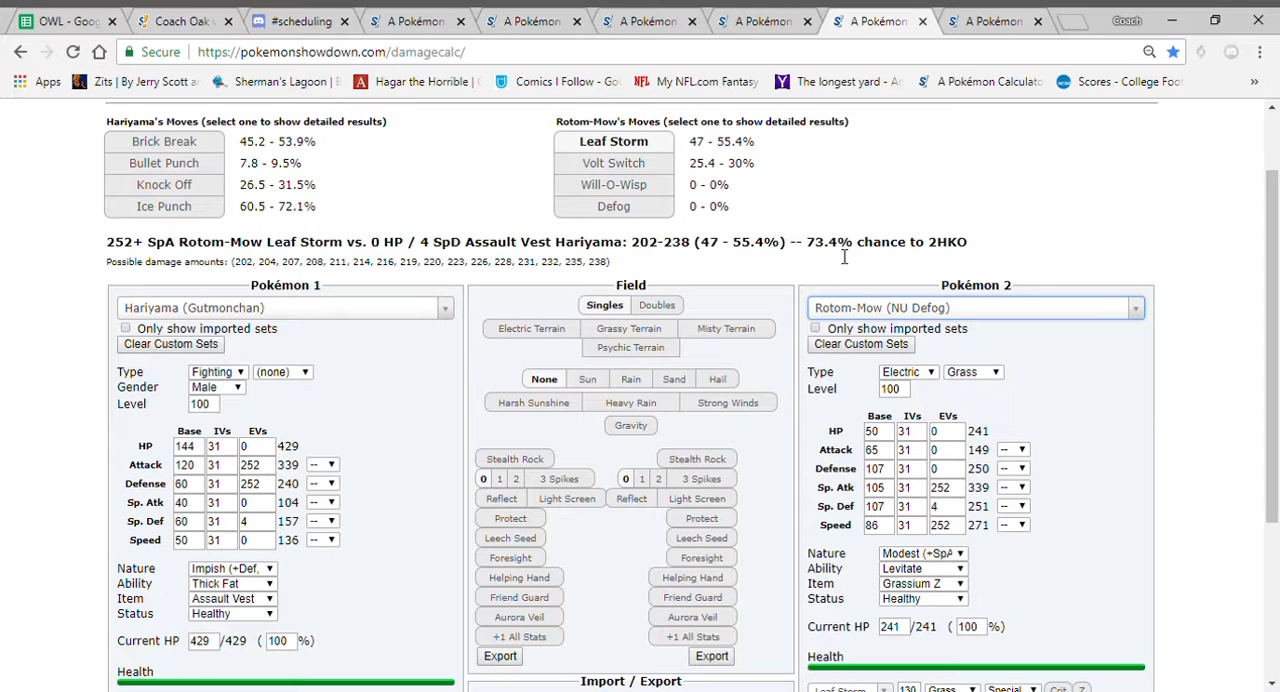 OWL - Goog Coach Oak #scheduling A Pokémon A Pokémon A Pokémon A Pokémon A Pokémon A Pokémon Coach
Secure https://pokemonshowdown.com/damagecalc/
Apps Zits | By Jerry Scott ar Sherman's Lagoon | B Hagar the Horrible | C Comics I Follow - Go My NFL.com Fantasy The longest yard - An A Pokémon Calculato Scores - College Foot »
Hariyama's Moves (select one to show detailed results) Rotom-Mow's Moves (select one to show detailed results)
Brick Break 45.2 - 53.9% Leaf Storm 47 - 55.4%
Bullet Punch 7.8 - 9.5% Volt Switch 25.4 - 30%
Knock Off 26.5 - 31.5% Will-O-Wisp 0 - 0%
Ice Punch 60.5 - 72.1% Defog 0 - 0%
252+ SpA Rotom-Mow Leaf Storm vs. 0 HP / 4 SpD Assault Vest Hariyama: 202-238 (47 - 55.4%) -- 73.4% chance to 2HKO
Possible damage amounts: (202, 204, 207, 208, 211, 214, 216, 219, 220, 223, 226, 228, 231, 232, 235, 238)
Pokémon 1 Field Pokémon 2
Hariyama (Gutmonchan) Singles Doubles Rotom-Mow (NU Defog)
Only show imported sets Electric Terrain Grassy Terrain Misty Terrain Only show imported sets
Clear Custom Sets Psychic Terrain Clear Custom Sets
Type Fighting (none) None Sun Rain Sand Hail Type Electric Grass
Gender Male
Level 100 Harsh Sunshine Heavy Rain Strong Winds Level 100
Gravity
Base IVs EVs Base IVs EVs
HP 144 31 0 429 HP 50 31 0 241
Attack 120 31 252 339 -- Stealth Rock Stealth Rock Attack 65 31 0 149 --
Defense 60 31 252 240 -- 0 1 2 3 Spikes 0 1 2 3 Spikes Defense 107 31 0 250 --
Sp. Atk 40 31 0 104 -- Reflect Light Screen Reflect Light Screen Sp. Atk 105 31 252 339 --
Sp. Def 60 31 4 157 -- Protect Protect Sp. Def 107 31 4 251 --
Speed 50 31 0 136 -- Leech Seed Leech Seed Speed 86 31 252 271 --
Foresight Foresight
Nature Impish (+Def, Helping Hand Helping Hand Nature Modest (+SpA
Ability Thick Fat Friend Guard Friend Guard Ability Levitate
Item Assault Vest Aurora Veil Aurora Veil Item Grassium Z
Status Healthy +1 All Stats +1 All Stats Status Healthy
Current HP 429 /429 ( 100 %) Export Export Current HP 241 /241 ( 100 %)
Health Import / Export Health
Leaf Storm 130 Grass Special Crit Z